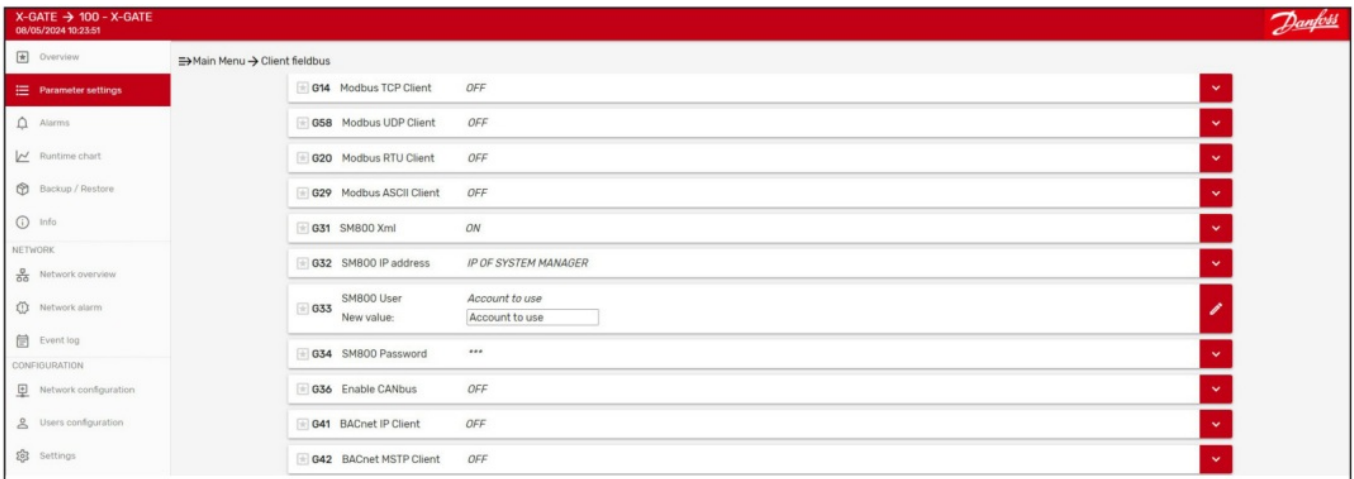 X-GATE → 100 - X-GATE
08/05/2024 10:23:51
Danfoss
Overview
Parameter settings
Alarms
Runtime chart
Backup / Restore
Info
NETWORK
Network overview
Network alarm
Event log
CONFIGURATION
Network configuration
Users configuration
Settings
Main Menu → Client fieldbus
G14 Modbus TCP Client OFF
G58 Modbus UDP Client OFF
G20 Modbus RTU Client OFF
G29 Modbus ASCII Client OFF
G31 SM800 Xml ON
G32 SM800 IP address IP OF SYSTEM MANAGER
G33 SM800 User Account to use
New value: Account to use
G34 SM800 Password ***
G36 Enable CANbus OFF
G41 BACnet IP Client OFF
G42 BACnet MSTP Client OFF